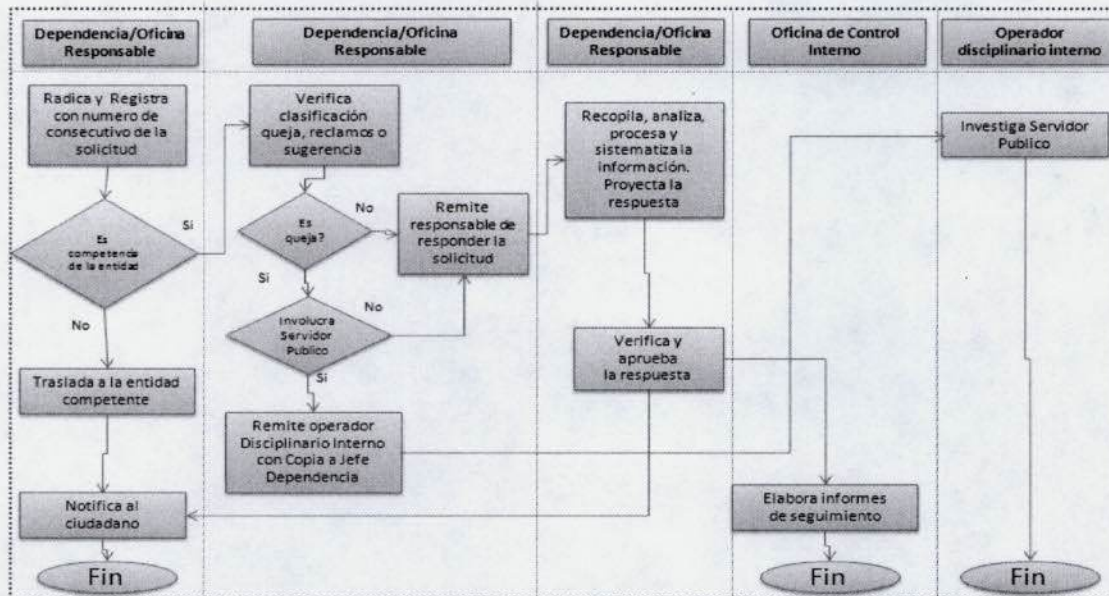 Dependencia/Oficina
Responsable
Dependencia/Oficina
Responsable
Dependencia/Oficina
Responsable
Oficina de Control
Interno
Operador
disciplinario interno
Radica y Registra
con numero de
consecutivo de la
solicitud
Es
competencia
de la entidad
Si
No
Traslada a la entidad
competente
Notifica al
ciudadano
Fin
Verifica
clasificación
queja, reclamos o
sugerencia
Es
queja?
No
Si
Remite
responsable de
responder la
solicitud
Involucra
Servidor
Publico
No
Si
Remite operador
Disciplinario Interno
con Copia a Jefe
Dependencia
Recopila, analiza,
procesa y
sistematiza la
información.
Proyecta la
respuesta
Verifica y
aprueba
la respuesta
Elabora informes
de seguimiento
Fin
Investiga Servidor
Publico
Fin